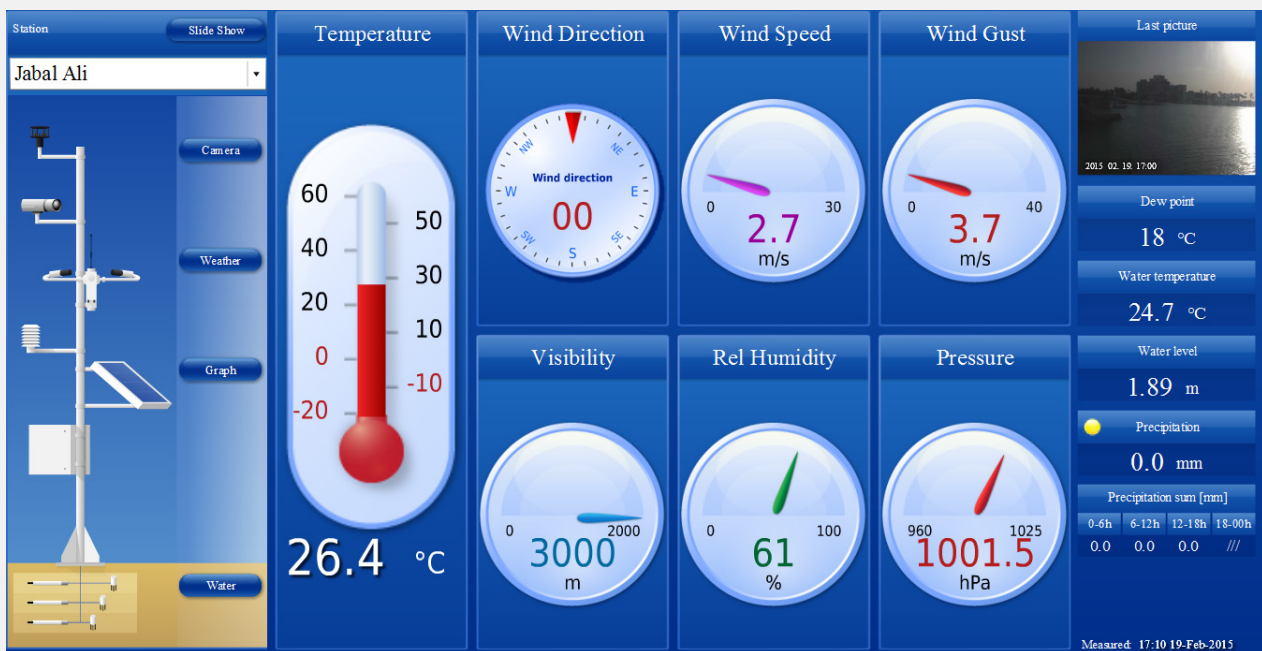 Station
Slide Show
Jabal Ali
Camera
Weather
Graph
Water
Temperature
60
50
40
30
20
10
0
-10
-20
26.4 °C
Wind Direction
NW
NE
Wind direction
W
E
00
SW
SE
S
Wind Speed
0 30
2.7
m/s
Wind Gust
0 40
3.7
m/s
Visibility
0 2000
3000
m
Rel Humidity
0 100
61
%
Pressure
960 1025
1001.5
hPa
Last picture
2015 02. 19. 17:00
Dew point
18 °C
Water temperature
24.7 °C
Water level
1.89 m
Precipitation
0.0 mm
Precipitation sum [mm]
0-6h 6-12h 12-18h 18-00h
0.0 0.0 0.0 ///
Measured: 17:10 19-Feb-2015